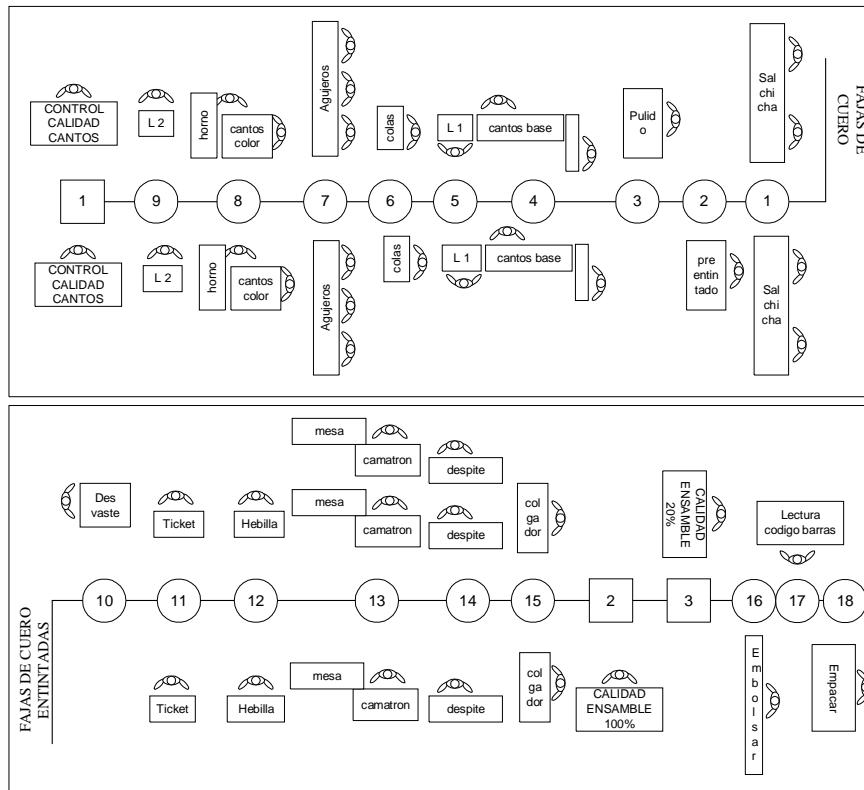 Agujeros
Sal
chi
cha
FAJAS DE
CUERO
CONTROL
CALIDAD
CANTOS
L 2
horno
cantos
color
colas
L 1
cantos base
Pulid
o
1
9
8
7
6
5
4
3
2
1
CONTROL
CALIDAD
CANTOS
L 2
horno
cantos
color
Agujeros
colas
L 1
cantos base
pre
entin
tado
Sal
chi
cha
mesa
camatron
despite
Des
vaste
Ticket
Hebilla
mesa
camatron
despite
col
ga
dor
CALIDAD
ENSAMBLE
20%
Lectura
codigo barras
10
11
12
13
14
15
2
3
16
17
18
FAJAS DE CUERO
ENTINTADAS
Ticket
Hebilla
mesa
camatron
despite
col
ga
dor
CALIDAD
ENSAMBLE
100%
E
m
b
o
l
s
a
r
Empacar